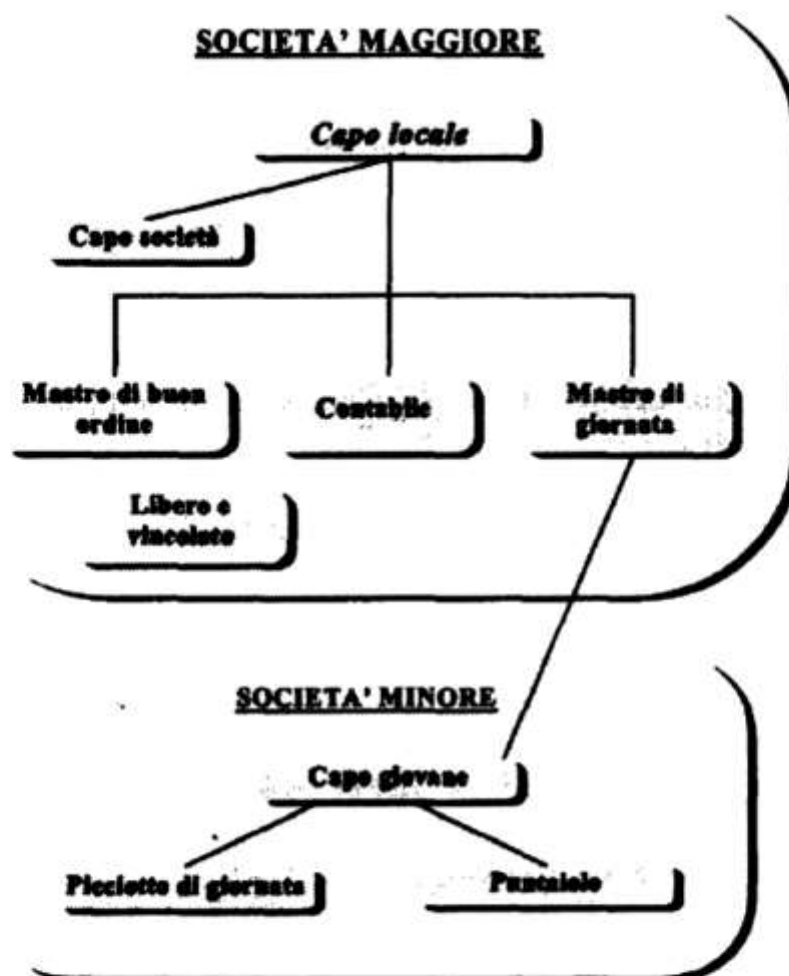 SOCIETA' MAGGIORE
Capo locale
Capo società
Mastro di buon
ordine
Contabile
Mastro di
giornata
Libero e
vincolato
SOCIETA' MINORE
Capo giovane
Picciotto di giornata
Puntaiolo